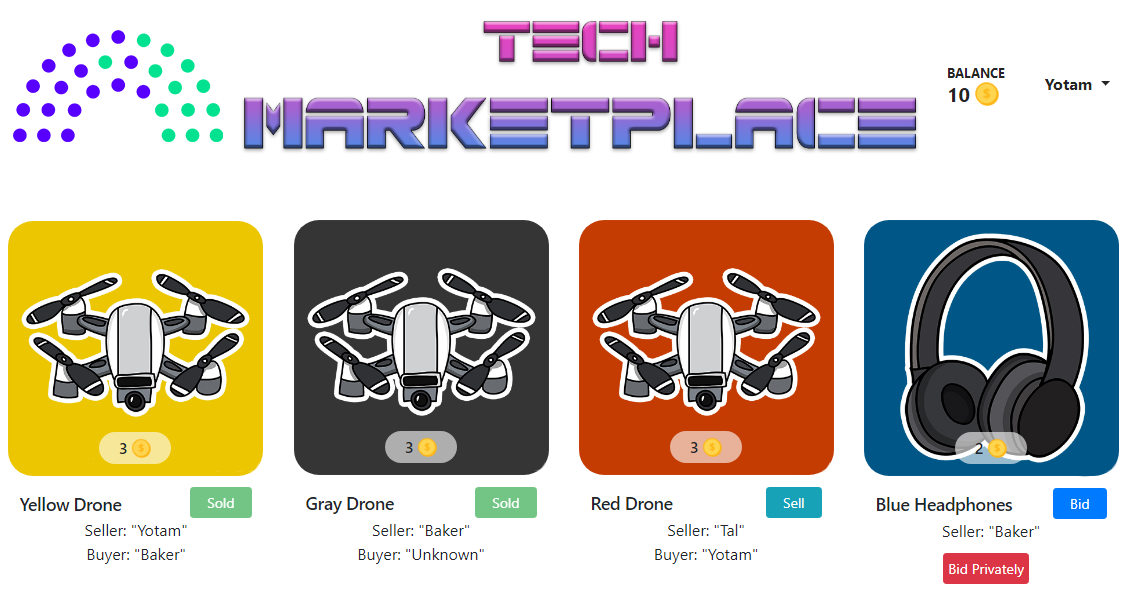 TECH
MARKETPLACE
BALANCE
10
Yotam
3
3
3
2
Yellow Drone
Sold
Seller: "Yotam"
Buyer: "Baker"
Gray Drone
Sold
Seller: "Baker"
Buyer: "Unknown"
Red Drone
Sell
Seller: "Tal"
Buyer: "Yotam"
Blue Headphones
Bid
Seller: "Baker"
Bid Privately